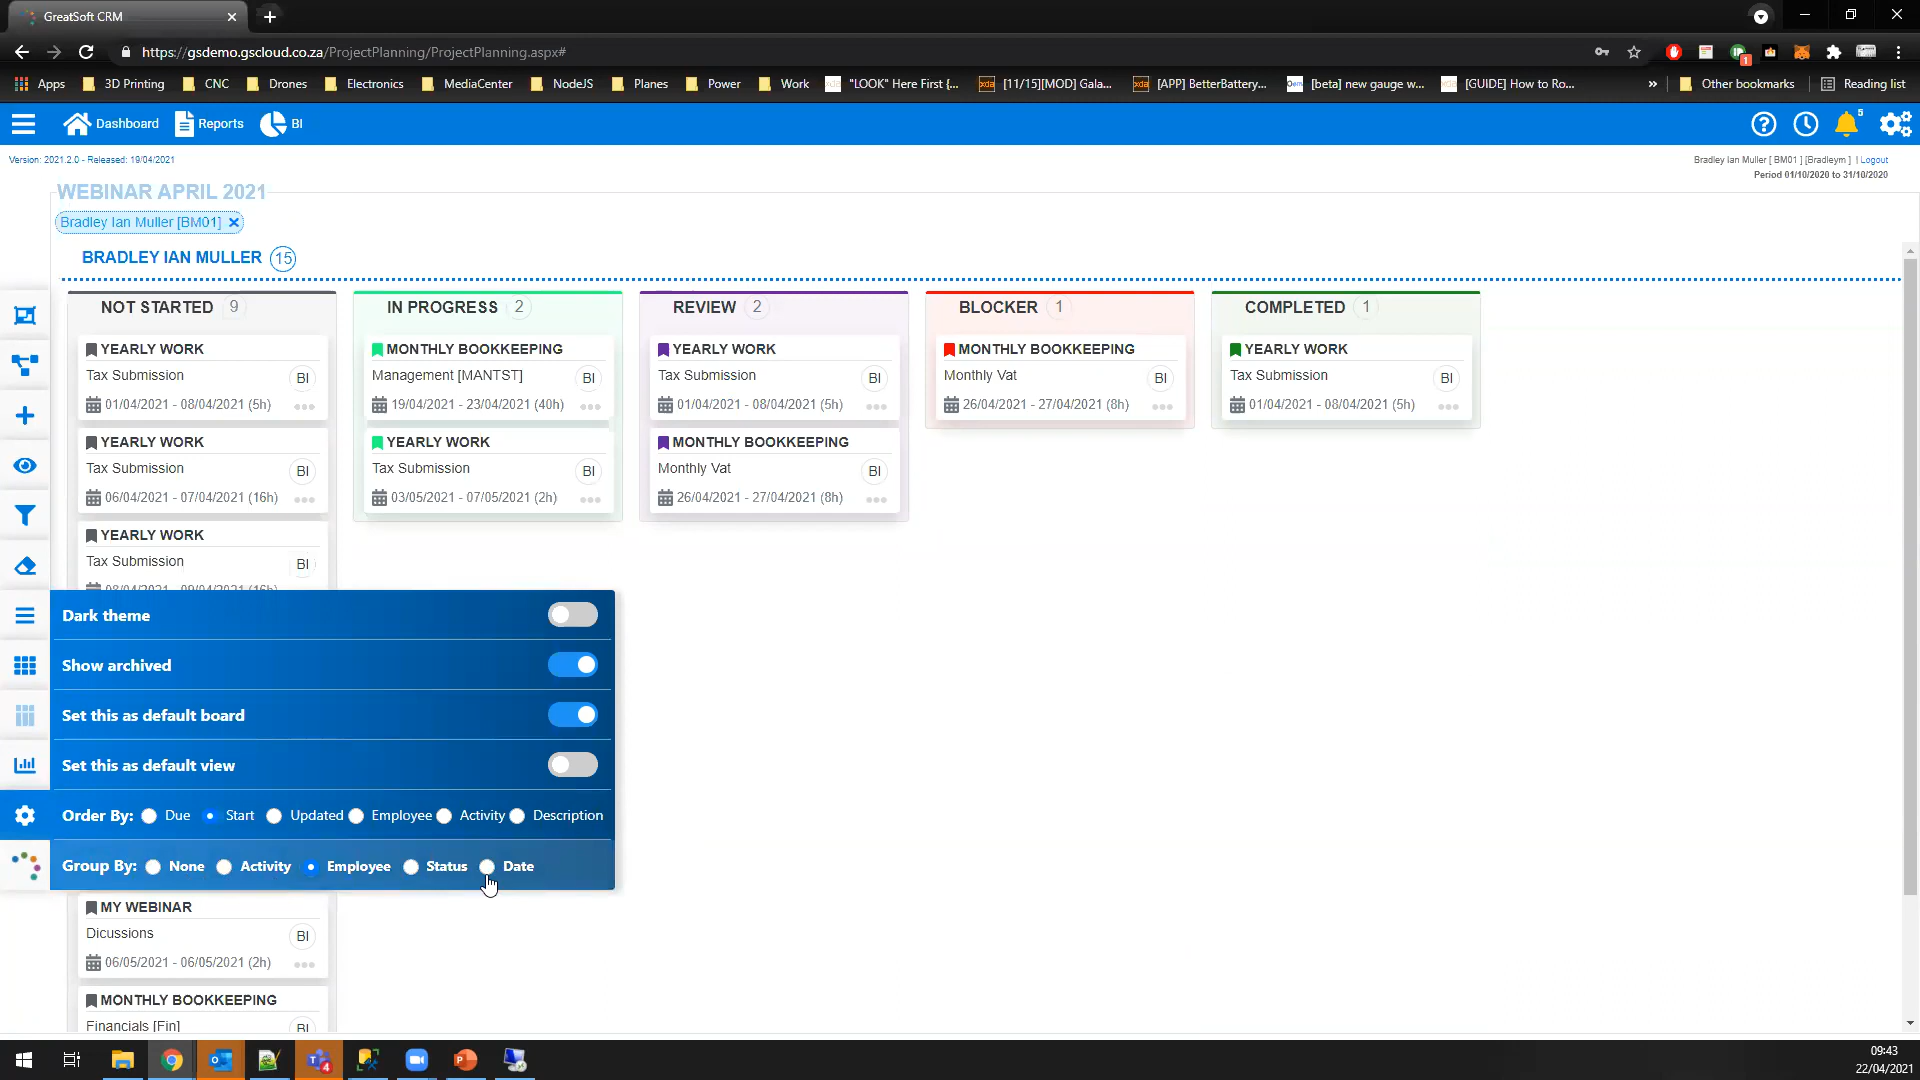 GreatSoft CRM
https://gsdemo.gscloud.co.za/ProjectPlanning/ProjectPlanning.aspx#
1
Apps 3D Printing CNC Drones Electronics MediaCenter NodeJS Planes Power Work "LOOK" Here First {... [11/15][MOD] Gala... [APP] BetterBattery... [beta] new gauge w... [GUIDE] How to Ro... » Other bookmarks Reading list
Dashboard Reports BI 5
Version: 2021.2.0 - Released: 19/04/2021
Bradley Ian Muller [ BM01 ] [Bradleym ] | Logout
Period 01/10/2020 to 31/10/2020
WEBINAR APRIL 2021
Bradley Ian Muller [BM01]
BRADLEY IAN MULLER 15
NOT STARTED 9
YEARLY WORK
Tax Submission BI
01/04/2021 - 08/04/2021 (5h)
YEARLY WORK
Tax Submission BI
06/04/2021 - 07/04/2021 (16h)
YEARLY WORK
Tax Submission BI
08/04/2021 - 09/04/2021 (16h)
IN PROGRESS 2
MONTHLY BOOKKEEPING
Management [MANTST] BI
19/04/2021 - 23/04/2021 (40h)
YEARLY WORK
Tax Submission BI
03/05/2021 - 07/05/2021 (2h)
REVIEW 2
YEARLY WORK
Tax Submission BI
01/04/2021 - 08/04/2021 (5h)
MONTHLY BOOKKEEPING
Monthly Vat BI
26/04/2021 - 27/04/2021 (8h)
BLOCKER 1
MONTHLY BOOKKEEPING
Monthly Vat BI
26/04/2021 - 27/04/2021 (8h)
COMPLETED 1
YEARLY WORK
Tax Submission BI
01/04/2021 - 08/04/2021 (5h)
Dark theme
Show archived
Set this as default board
Set this as default view
Order By: Due Start Updated Employee Activity Description
Group By: None Activity Employee Status Date
MY WEBINAR
Dicussions BI
06/05/2021 - 06/05/2021 (2h)
MONTHLY BOOKKEEPING
Financials [Fin] BI
4
09:43
22/04/2021